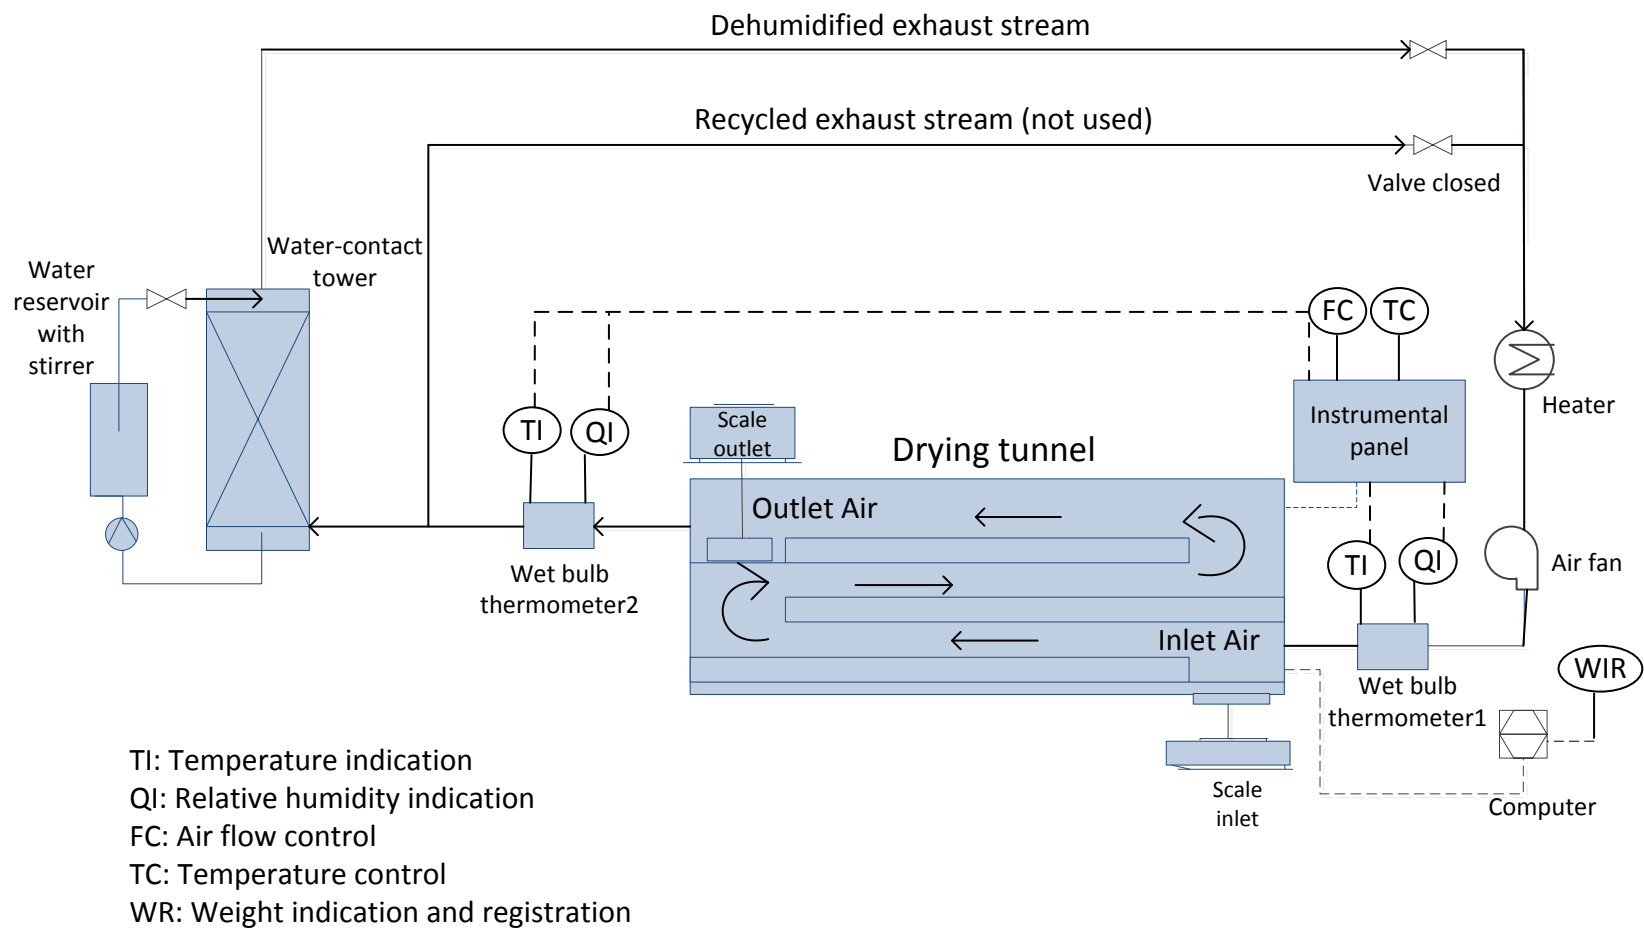 Dehumidified exhaust stream
Recycled exhaust stream (not used)
Valve closed
Water-contact
tower
Water
reservoir
with
stirrer
FC
TC
Heater
TI
QI
Scale
outlet
Instrumental
panel
Drying tunnel
Outlet Air
Wet bulb
thermometer2
TI
QI
Air fan
Inlet Air
Wet bulb
thermometer1
WIR
Scale
inlet
Computer
TI: Temperature indication
QI: Relative humidity indication
FC: Air flow control
TC: Temperature control
WR: Weight indication and registration